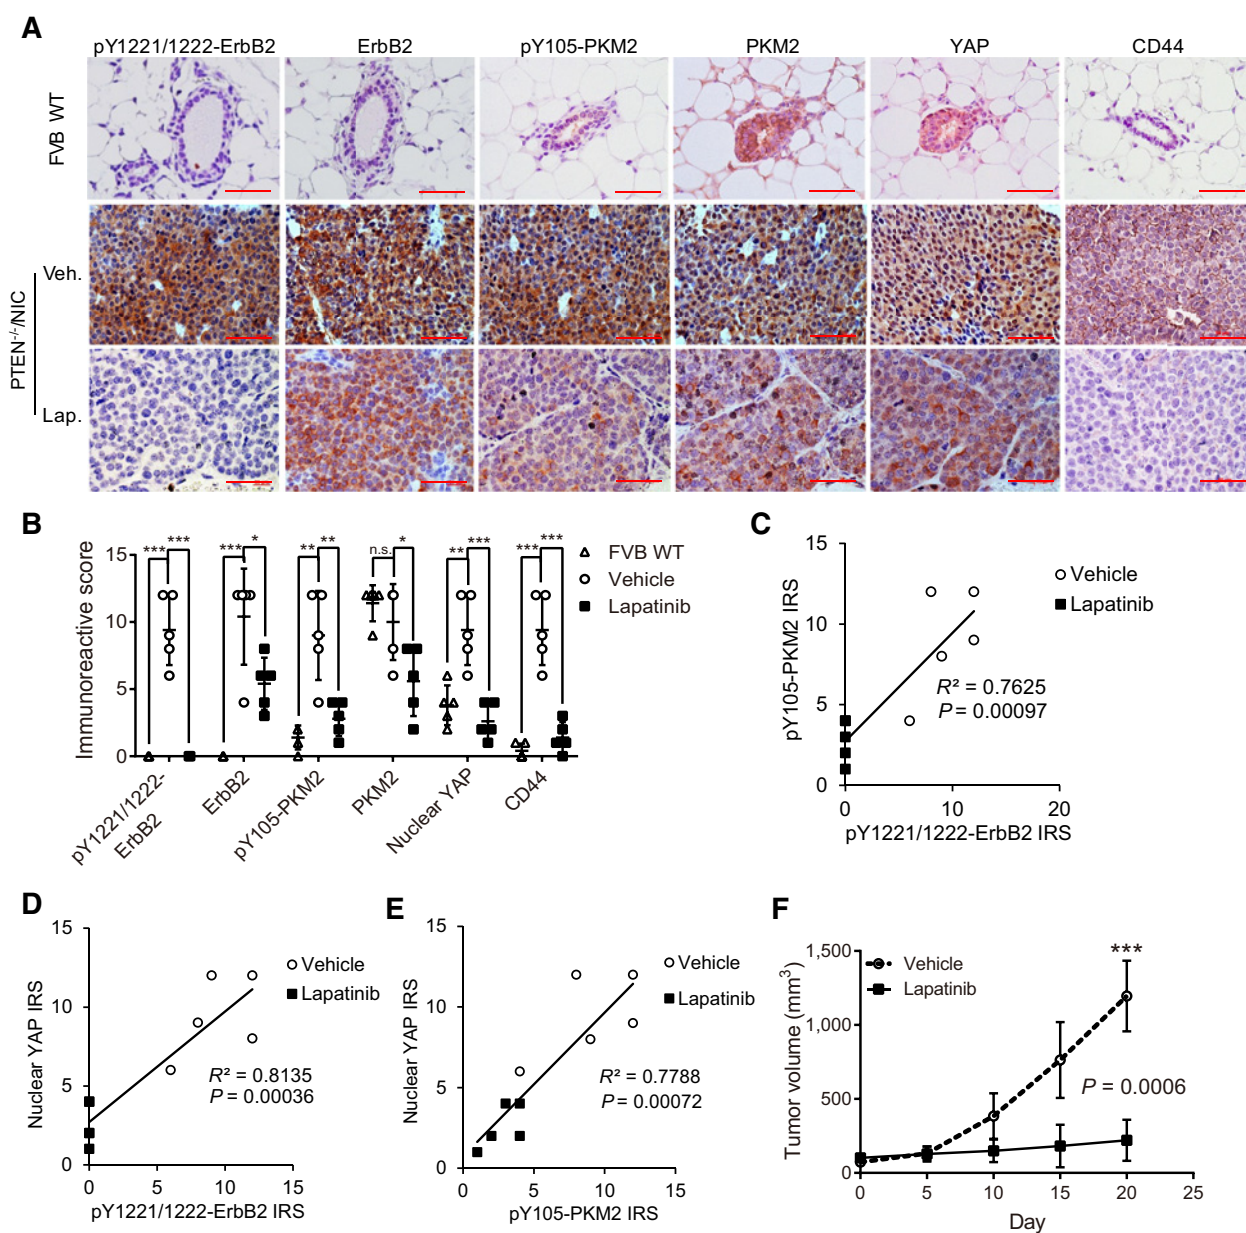 A
pY1221/1222-ErbB2 ErbB2 pY105-PKM2 PKM2 YAP CD44
FVB WT
PTEN-/-/NIC
Veh.
Lap.
B
Immunoreactive score
*** *** *** * ** ** n.s. * ** *** *** ***
15
10
5
0
FVB WT
Vehicle
Lapatinib
pY1221/1222-
ErbB2
ErbB2
pY105-PKM2
PKM2
Nuclear YAP
CD44
C
pY105-PKM2 IRS
15
10
5
0
Vehicle
Lapatinib
R² = 0.7625
P = 0.00097
0 10 20
pY1221/1222-ErbB2 IRS
D
Nuclear YAP IRS
15
10
5
0
Vehicle
Lapatinib
R² = 0.8135
P = 0.00036
0 5 10 15
pY1221/1222-ErbB2 IRS
E
Nuclear YAP IRS
15
10
5
0
Vehicle
Lapatinib
R² = 0.7788
P = 0.00072
0 5 10 15
pY105-PKM2 IRS
F
Tumor volume (mm³)
1,500
1,000
500
0
Vehicle
Lapatinib
***
P = 0.0006
0 5 10 15 20 25
Day